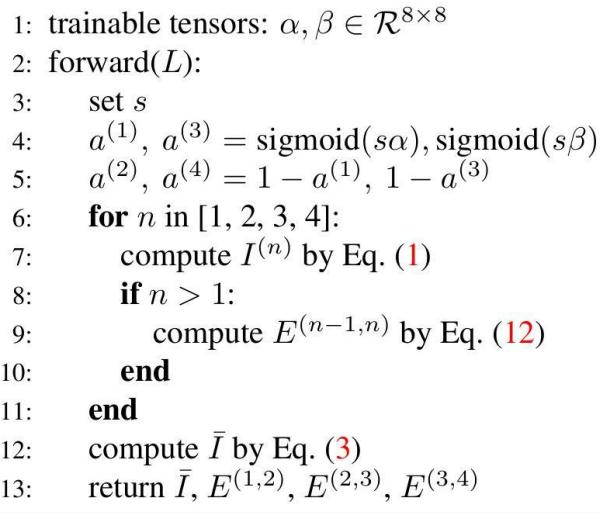 1: trainable tensors: α, β ∈ ℛ⁸ˣ⁸
2: forward(L):
3: set s
4: a⁽¹⁾, a⁽³⁾ = sigmoid(sα), sigmoid(sβ)
5: a⁽²⁾, a⁽⁴⁾ = 1 − a⁽¹⁾, 1 − a⁽³⁾
6: for n in [1, 2, 3, 4]:
7: compute I⁽ⁿ⁾ by Eq. (1)
8: if n > 1:
9: compute E⁽ⁿ⁻¹,ⁿ⁾ by Eq. (12)
10: end
11: end
12: compute Ī by Eq. (3)
13: return Ī, E⁽¹,²⁾, E⁽²,³⁾, E⁽³,⁴⁾